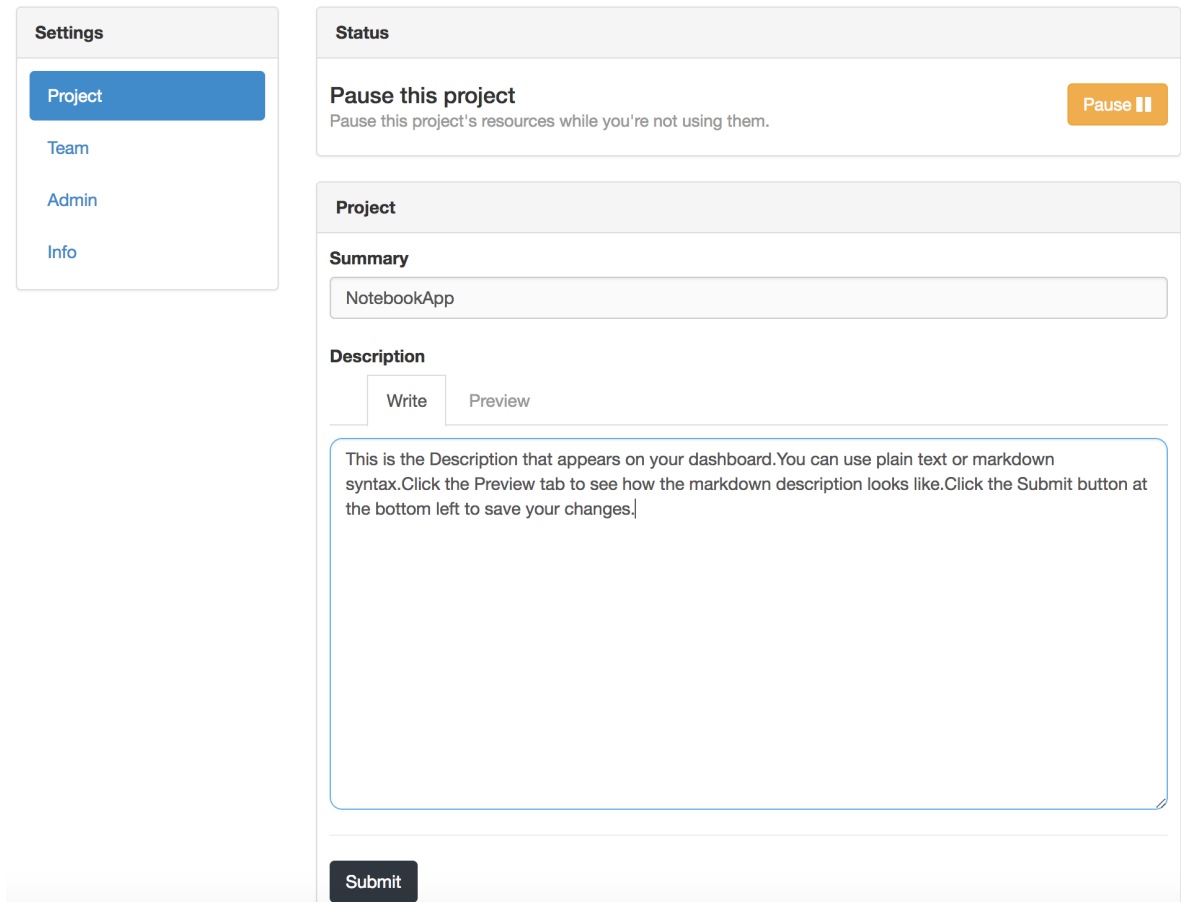 Settings
Project
Team
Admin
Info
Status
Pause this project
Pause this project's resources while you're not using them.
Pause
Project
Summary
NotebookApp
Description
Write
Preview
This is the Description that appears on your dashboard.You can use plain text or markdown
syntax.Click the Preview tab to see how the markdown description looks like.Click the Submit button at
the bottom left to save your changes.
Submit